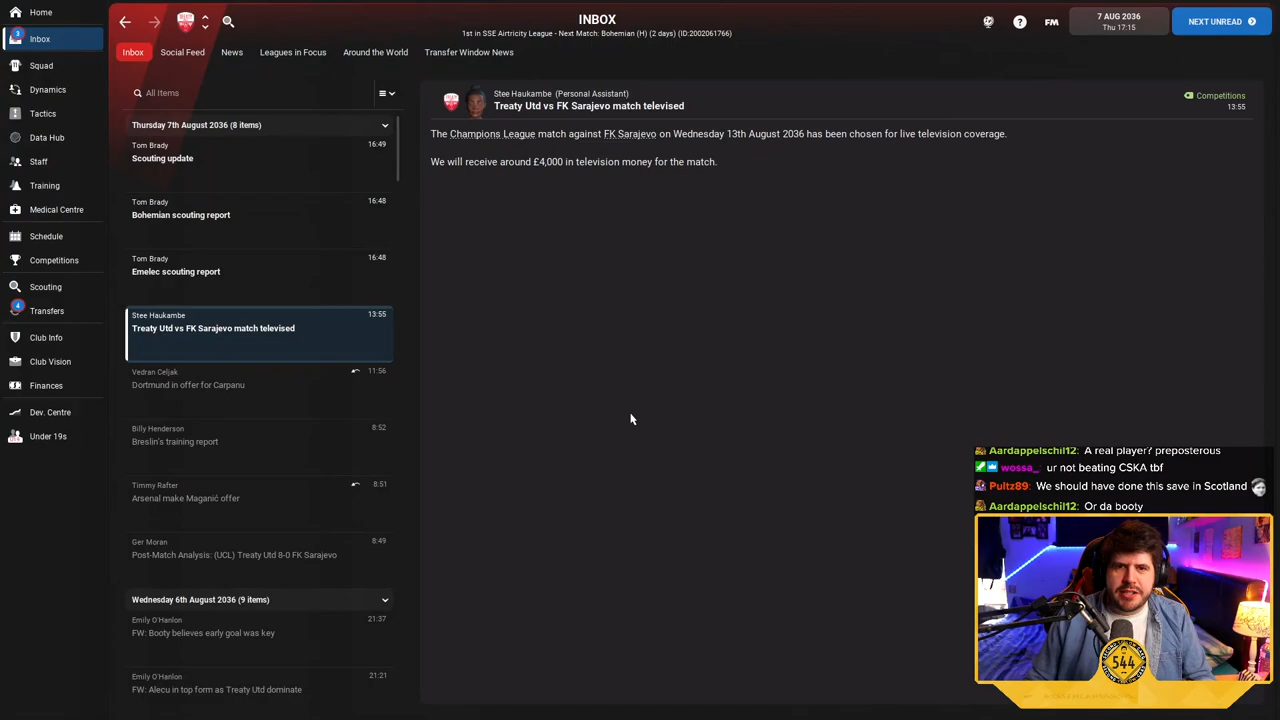 Home
3
Inbox
Squad
Dynamics
Tactics
Data Hub
Staff
Training
Medical Centre
Schedule
Competitions
Scouting
4
Transfers
Club Info
Club Vision
Finances
Dev. Centre
Under 19s
INBOX
1st in SSE Airtricity League - Next Match: Bohemian (H) (2 days) (ID:2002061766)
?
FM
7 AUG 2036
Thu 17:15
NEXT UNREAD
Inbox
Social Feed
News
Leagues in Focus
Around the World
Transfer Window News
All Items
Thursday 7th August 2036 (8 items)
Tom Brady 16:49
Scouting update
Tom Brady 16:48
Bohemian scouting report
Tom Brady 16:48
Emelec scouting report
Stee Haukambe 13:55
Treaty Utd vs FK Sarajevo match televised
Vedran Celjak 11:56
Dortmund in offer for Carpanu
Billy Henderson 8:52
Breslin's training report
Timmy Rafter 8:51
Arsenal make Maganić offer
Ger Moran 8:49
Post-Match Analysis: (UCL) Treaty Utd 8-0 FK Sarajevo
Wednesday 6th August 2036 (9 items)
Emily O'Hanlon 21:37
FW: Booty believes early goal was key
Emily O'Hanlon 21:21
FW: Alecu in top form as Treaty Utd dominate
Stee Haukambe (Personal Assistant)
Treaty Utd vs FK Sarajevo match televised
Competitions
13:55
The Champions League match against FK Sarajevo on Wednesday 13th August 2036 has been chosen for live television coverage.
We will receive around £4,000 in television money for the match.
Aardappelschil12: A real player? preposterous
wossa_: ur not beating CSKA tbf
Pultz89: We should have done this save in Scotland
Aardappelschil12: Or da booty
544